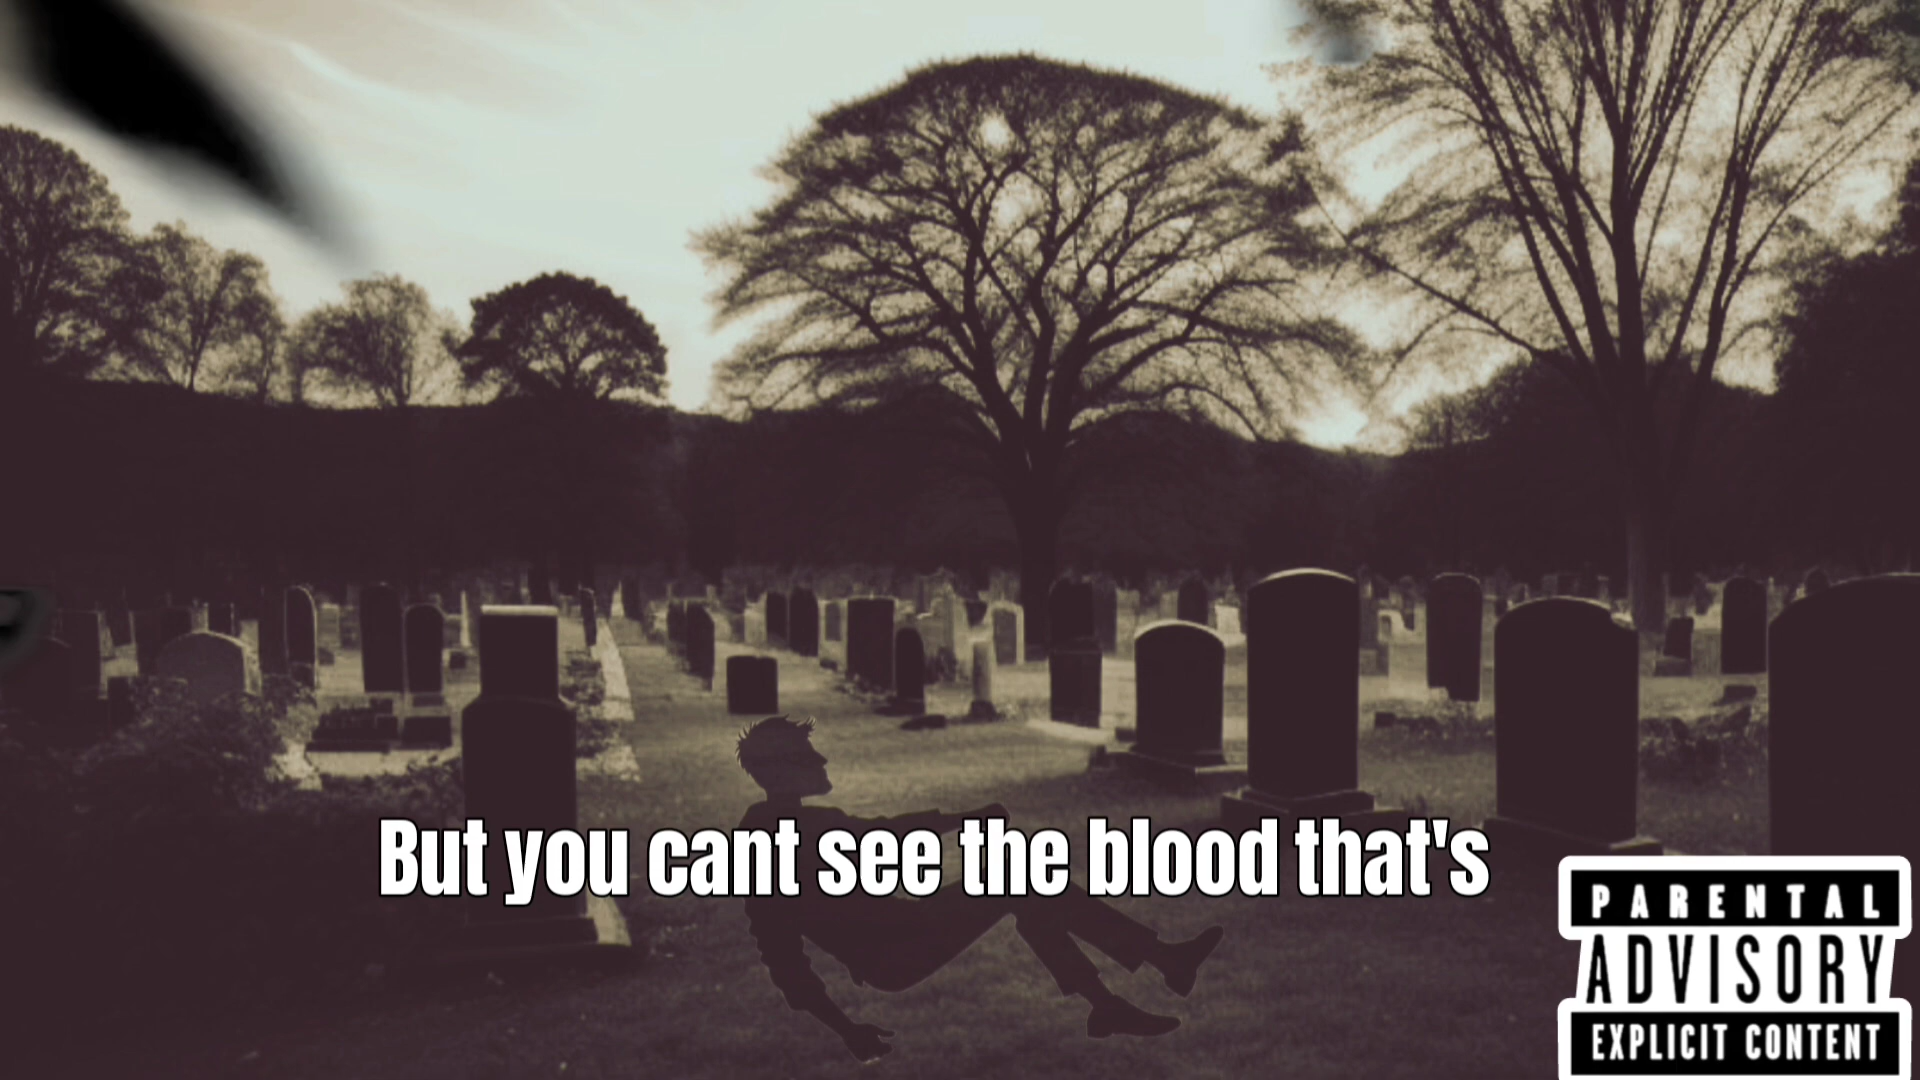 But you cant see the blood that's
PARENTAL
ADVISORY
EXPLICIT CONTENT